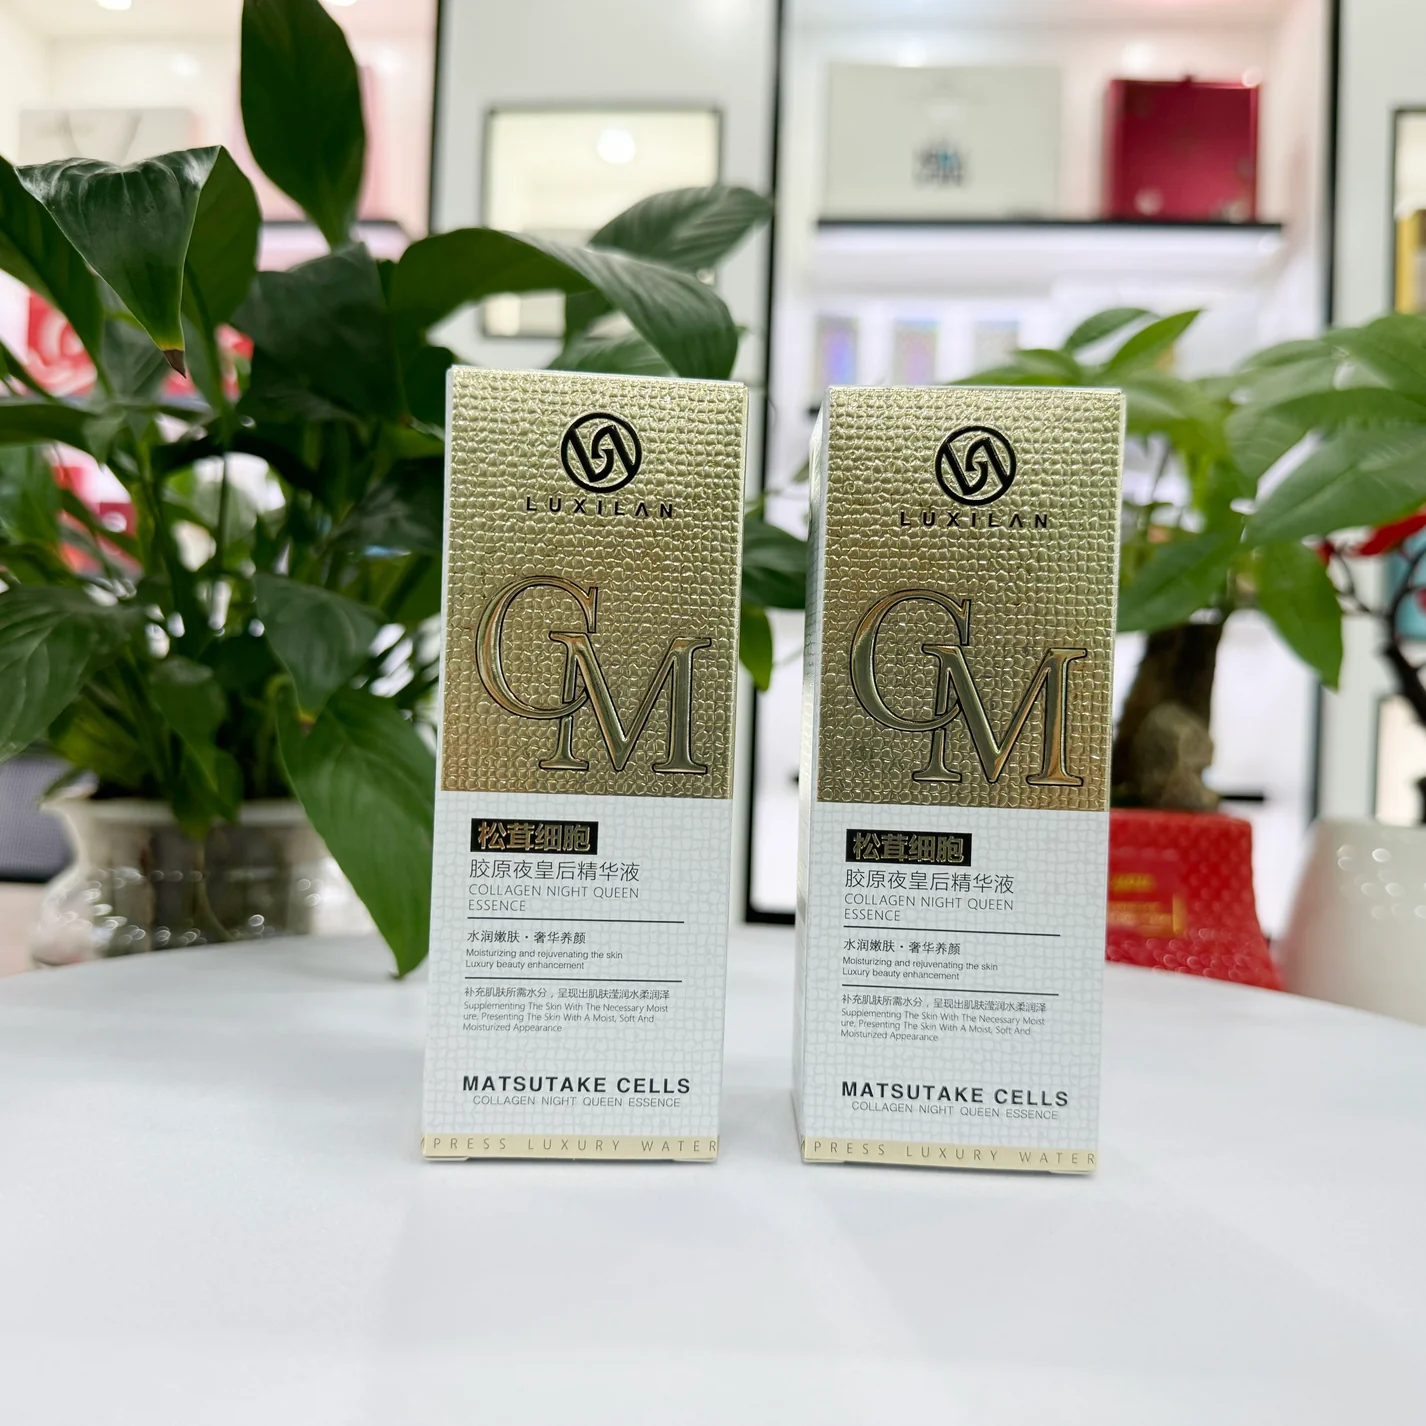 LUXILAN
GM
松茸细胞
胶原夜皇后精华液
COLLAGEN NIGHT QUEEN
ESSENCE
水润嫩肤·奢华养颜
Moisturizing and rejuvenating the skin
Luxury beauty enhancement
补充肌肤所需水分，呈现出肌肤滢润水柔润泽
Supplementing The Skin With The Necessary Moist
ure, Presenting The Skin With A Moist, Soft And
Moisturized Appearance
MATSUTAKE CELLS
COLLAGEN NIGHT QUEEN ESSENCE
PRESS LUXURY WATER
LUXILAN
GM
松茸细胞
胶原夜皇后精华液
COLLAGEN NIGHT QUEEN
ESSENCE
水润嫩肤·奢华养颜
Moisturizing and rejuvenating the skin
Luxury beauty enhancement
补充肌肤所需水分，呈现出肌肤滢润水柔润泽
Supplementing The Skin With The Necessary Moist
ure, Presenting The Skin With A Moist, Soft And
Moisturized Appearance
MATSUTAKE CELLS
COLLAGEN NIGHT QUEEN ESSENCE
PRESS LUXURY WATER